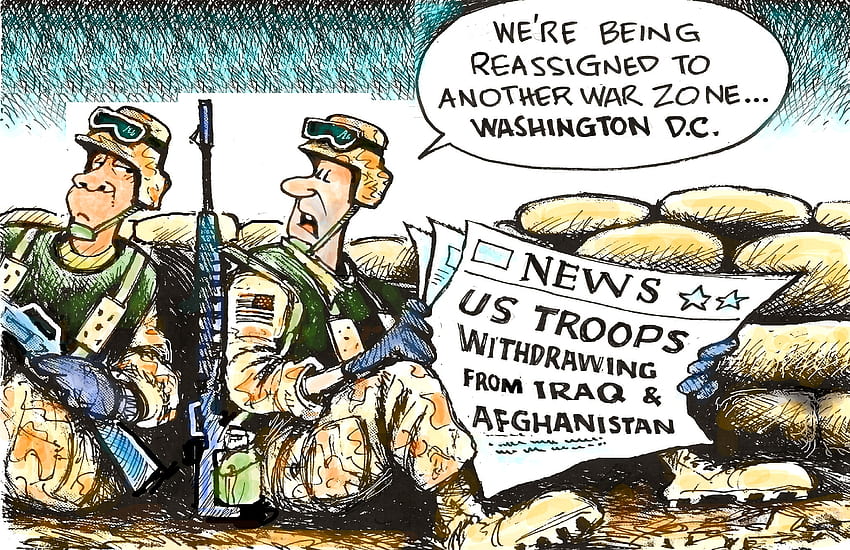 WE'RE BEING
REASSIGNED TO
ANOTHER WAR ZONE...
WASHINGTON D.C.
NEWS
US TROOPS
WITHDRAWING
FROM IRAQ &
AFGHANISTAN